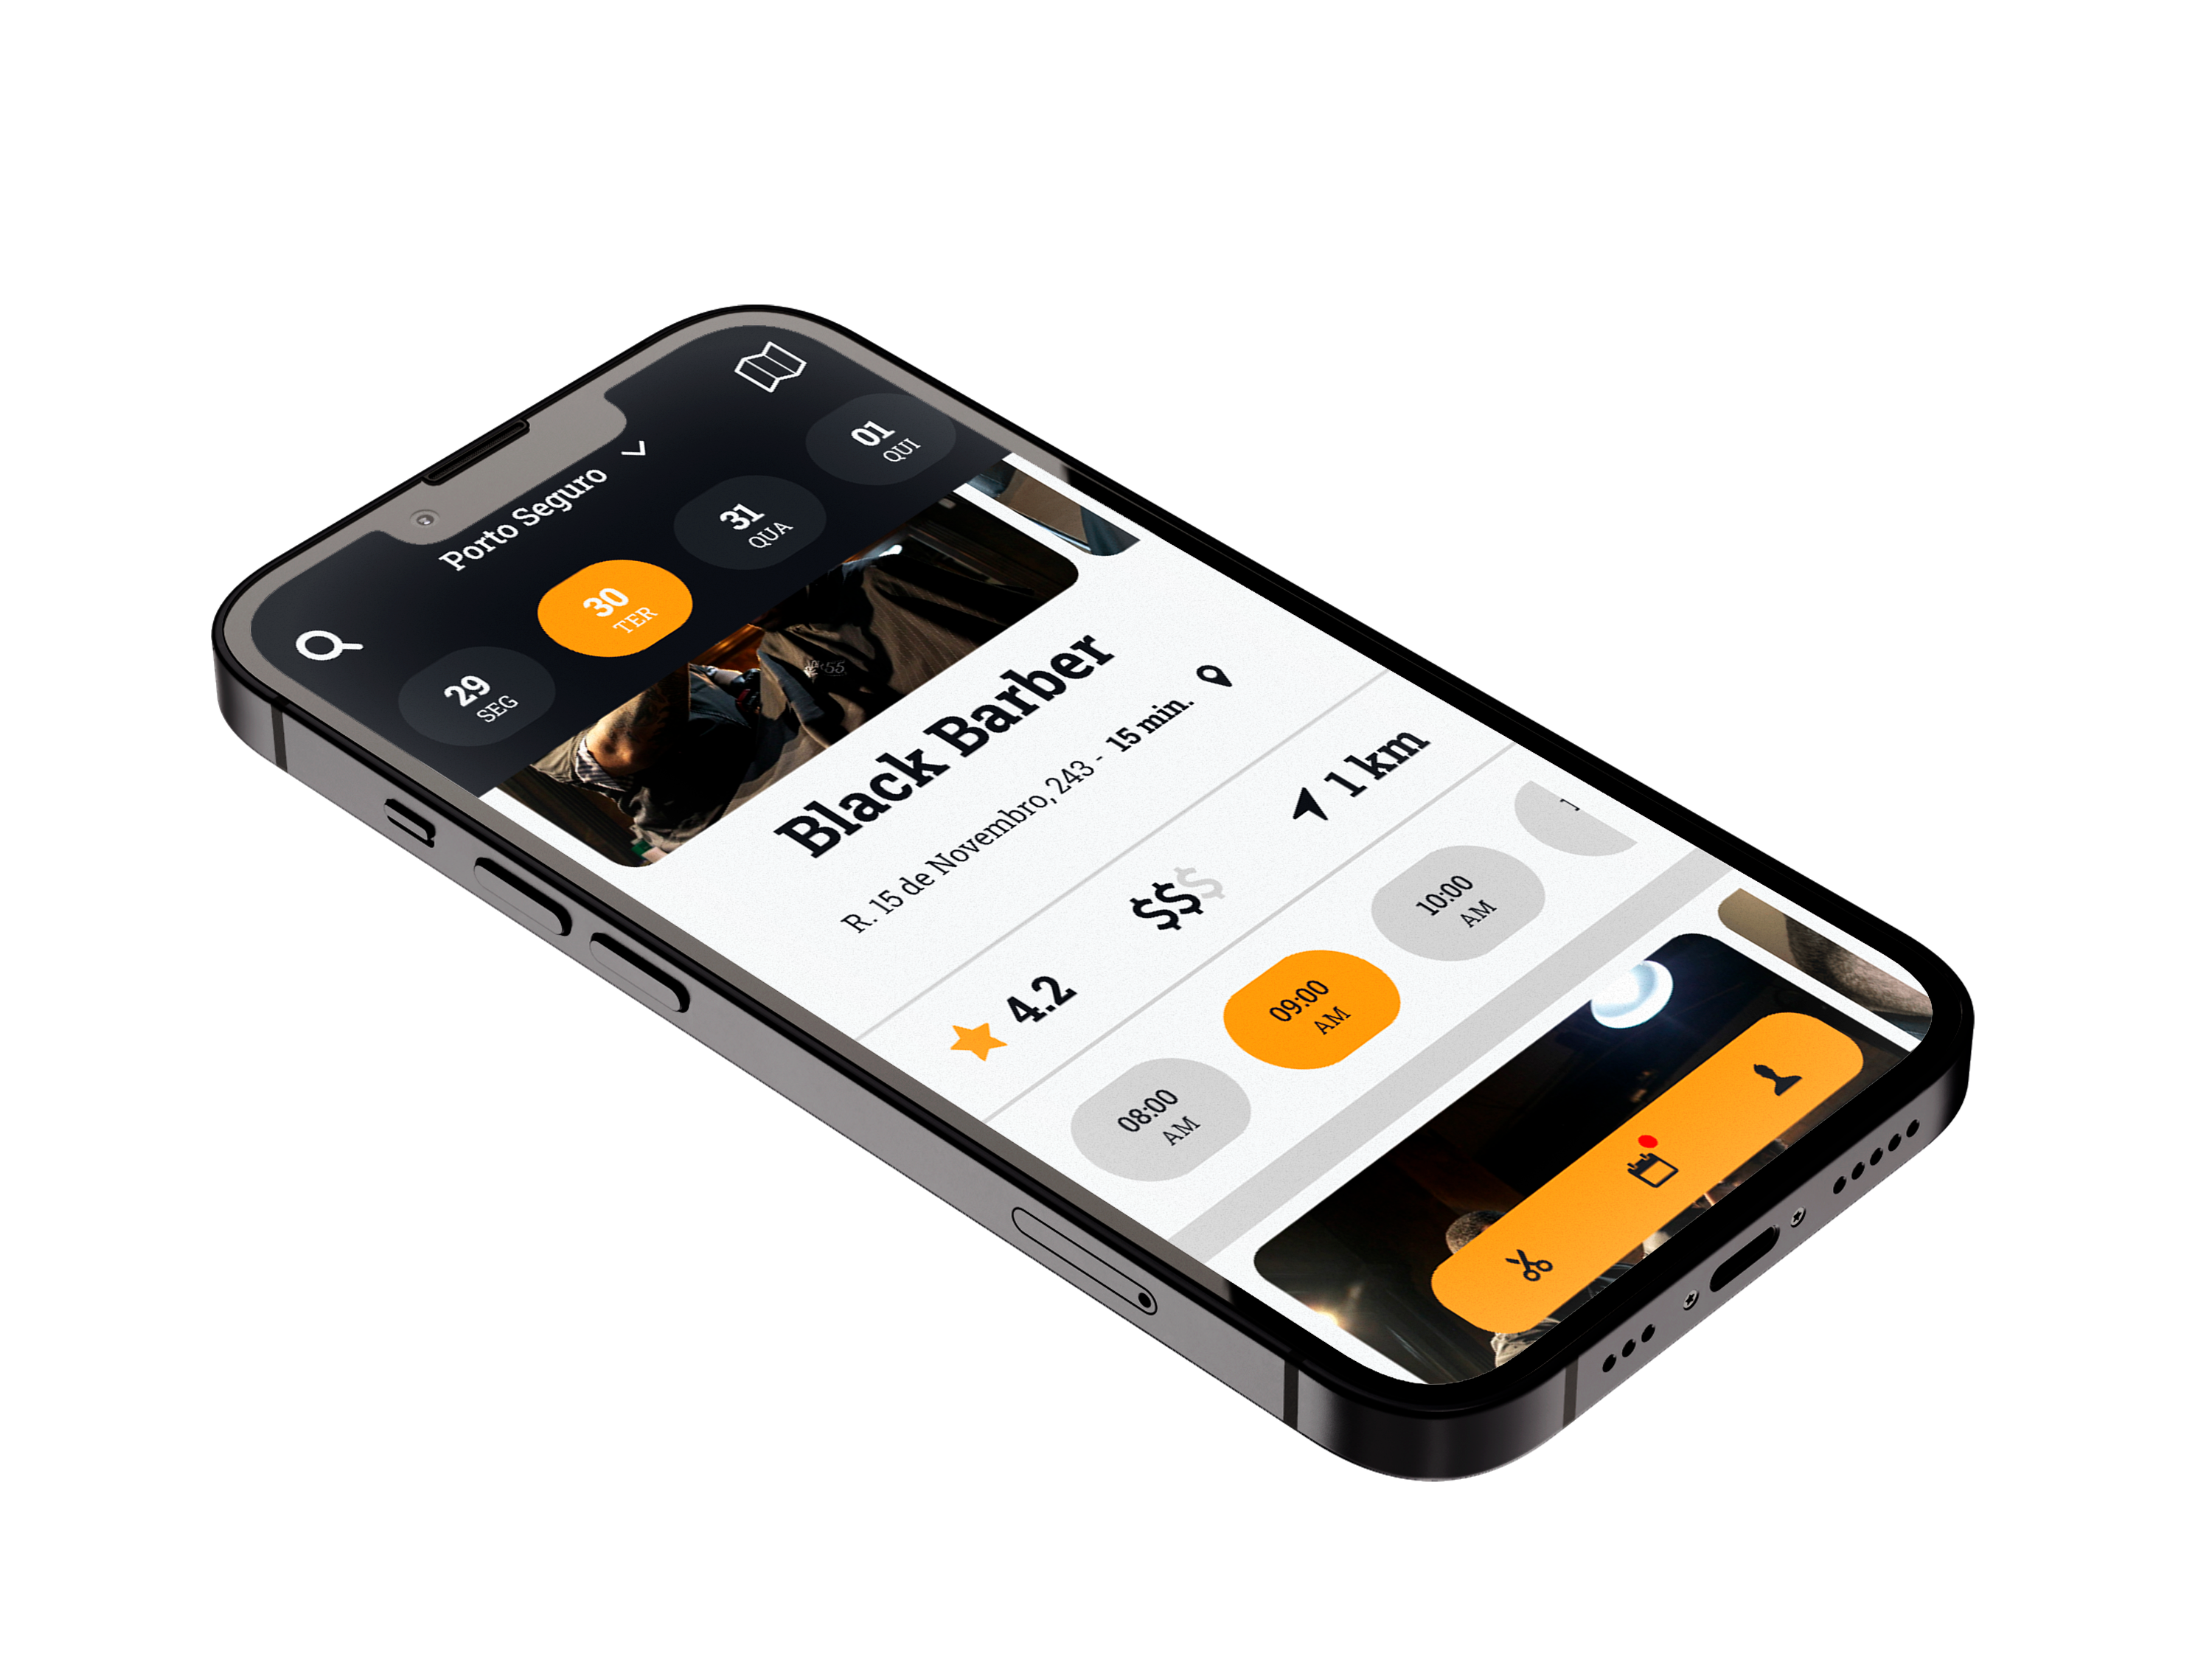 Porto Seguro
29
SEG
30
TER
31
QUA
01
QUI
Black Barber
R. 15 de Novembro, 243 - 15 min.
4.2
$$$
1 km
08:00
AM
09:00
AM
10:00
AM